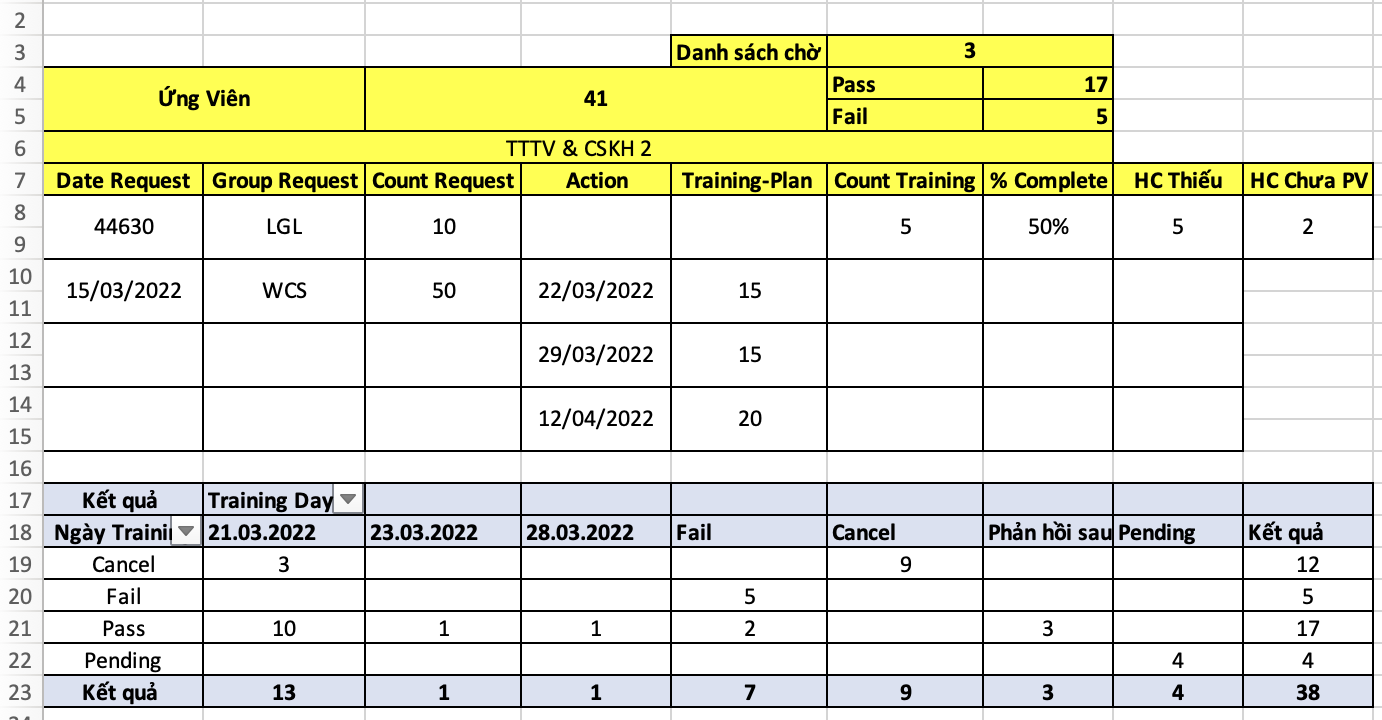 2
3 Danh sách chờ 3
4 Ứng Viên 41 Pass 17
5 Fail 5
6 TTTV & CSKH 2
7 Date Request Group Request Count Request Action Training-Plan Count Training % Complete HC Thiếu HC Chưa PV
8 44630 LGL 10 5 50% 5 2
9
10 15/03/2022 WCS 50 22/03/2022 15
11
12 29/03/2022 15
13
14 12/04/2022 20
15
16
17 Kết quả Training Day
18 Ngày Trainin 21.03.2022 23.03.2022 28.03.2022 Fail Cancel Phản hồi sau Pending Kết quả
19 Cancel 3 9 12
20 Fail 5 5
21 Pass 10 1 1 2 3 17
22 Pending 4 4
23 Kết quả 13 1 1 7 9 3 4 38